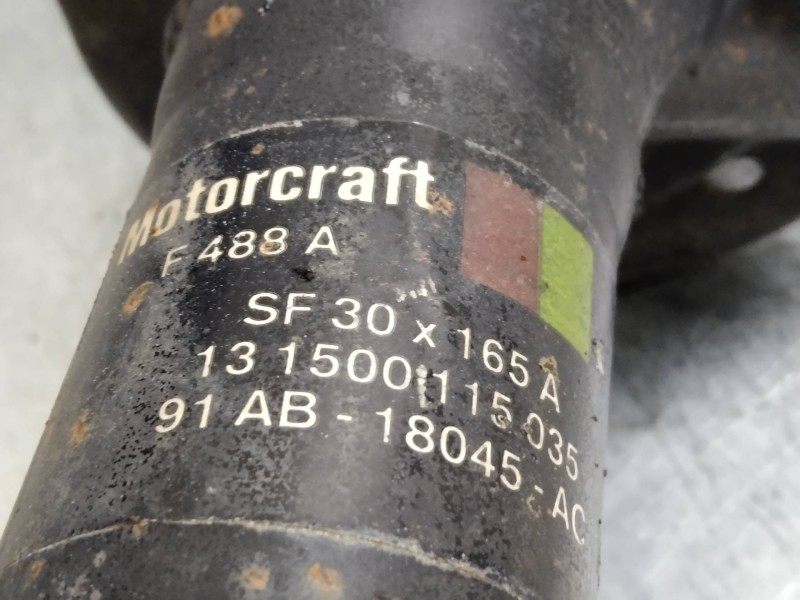 Motorcraft
F 488 A
SF 30 x 165 A
13 1500 115 035
91 AB - 18045 - AC